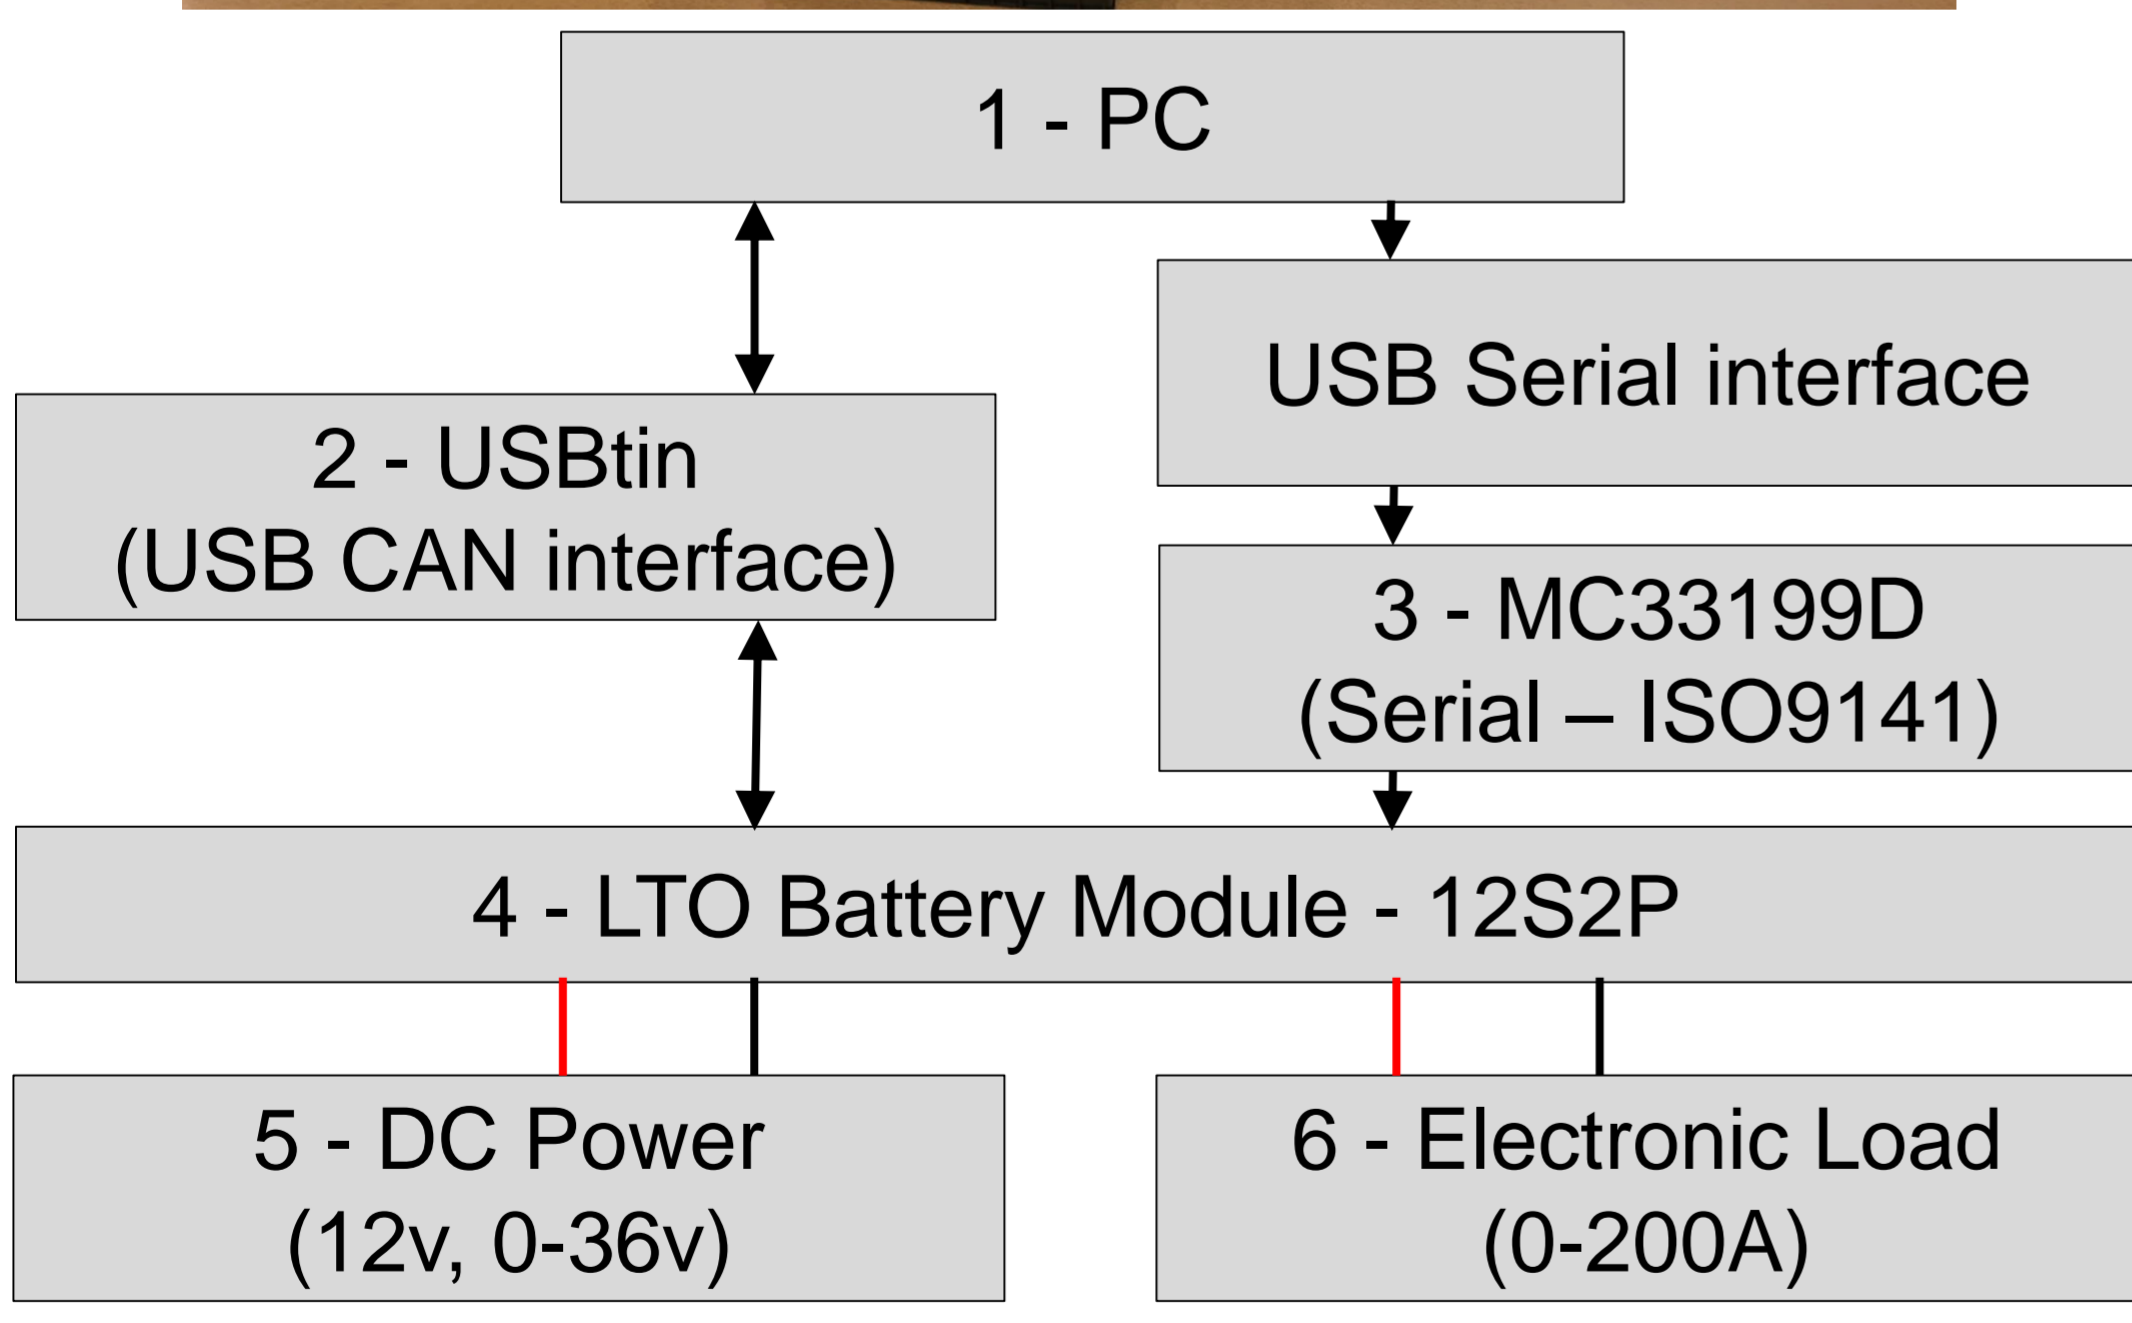 1 - PC
USB Serial interface
2 - USBtin
(USB CAN interface)
3 - MC33199D
(Serial – ISO9141)
4 - LTO Battery Module - 12S2P
5 - DC Power
(12v, 0-36v)
6 - Electronic Load
(0-200A)